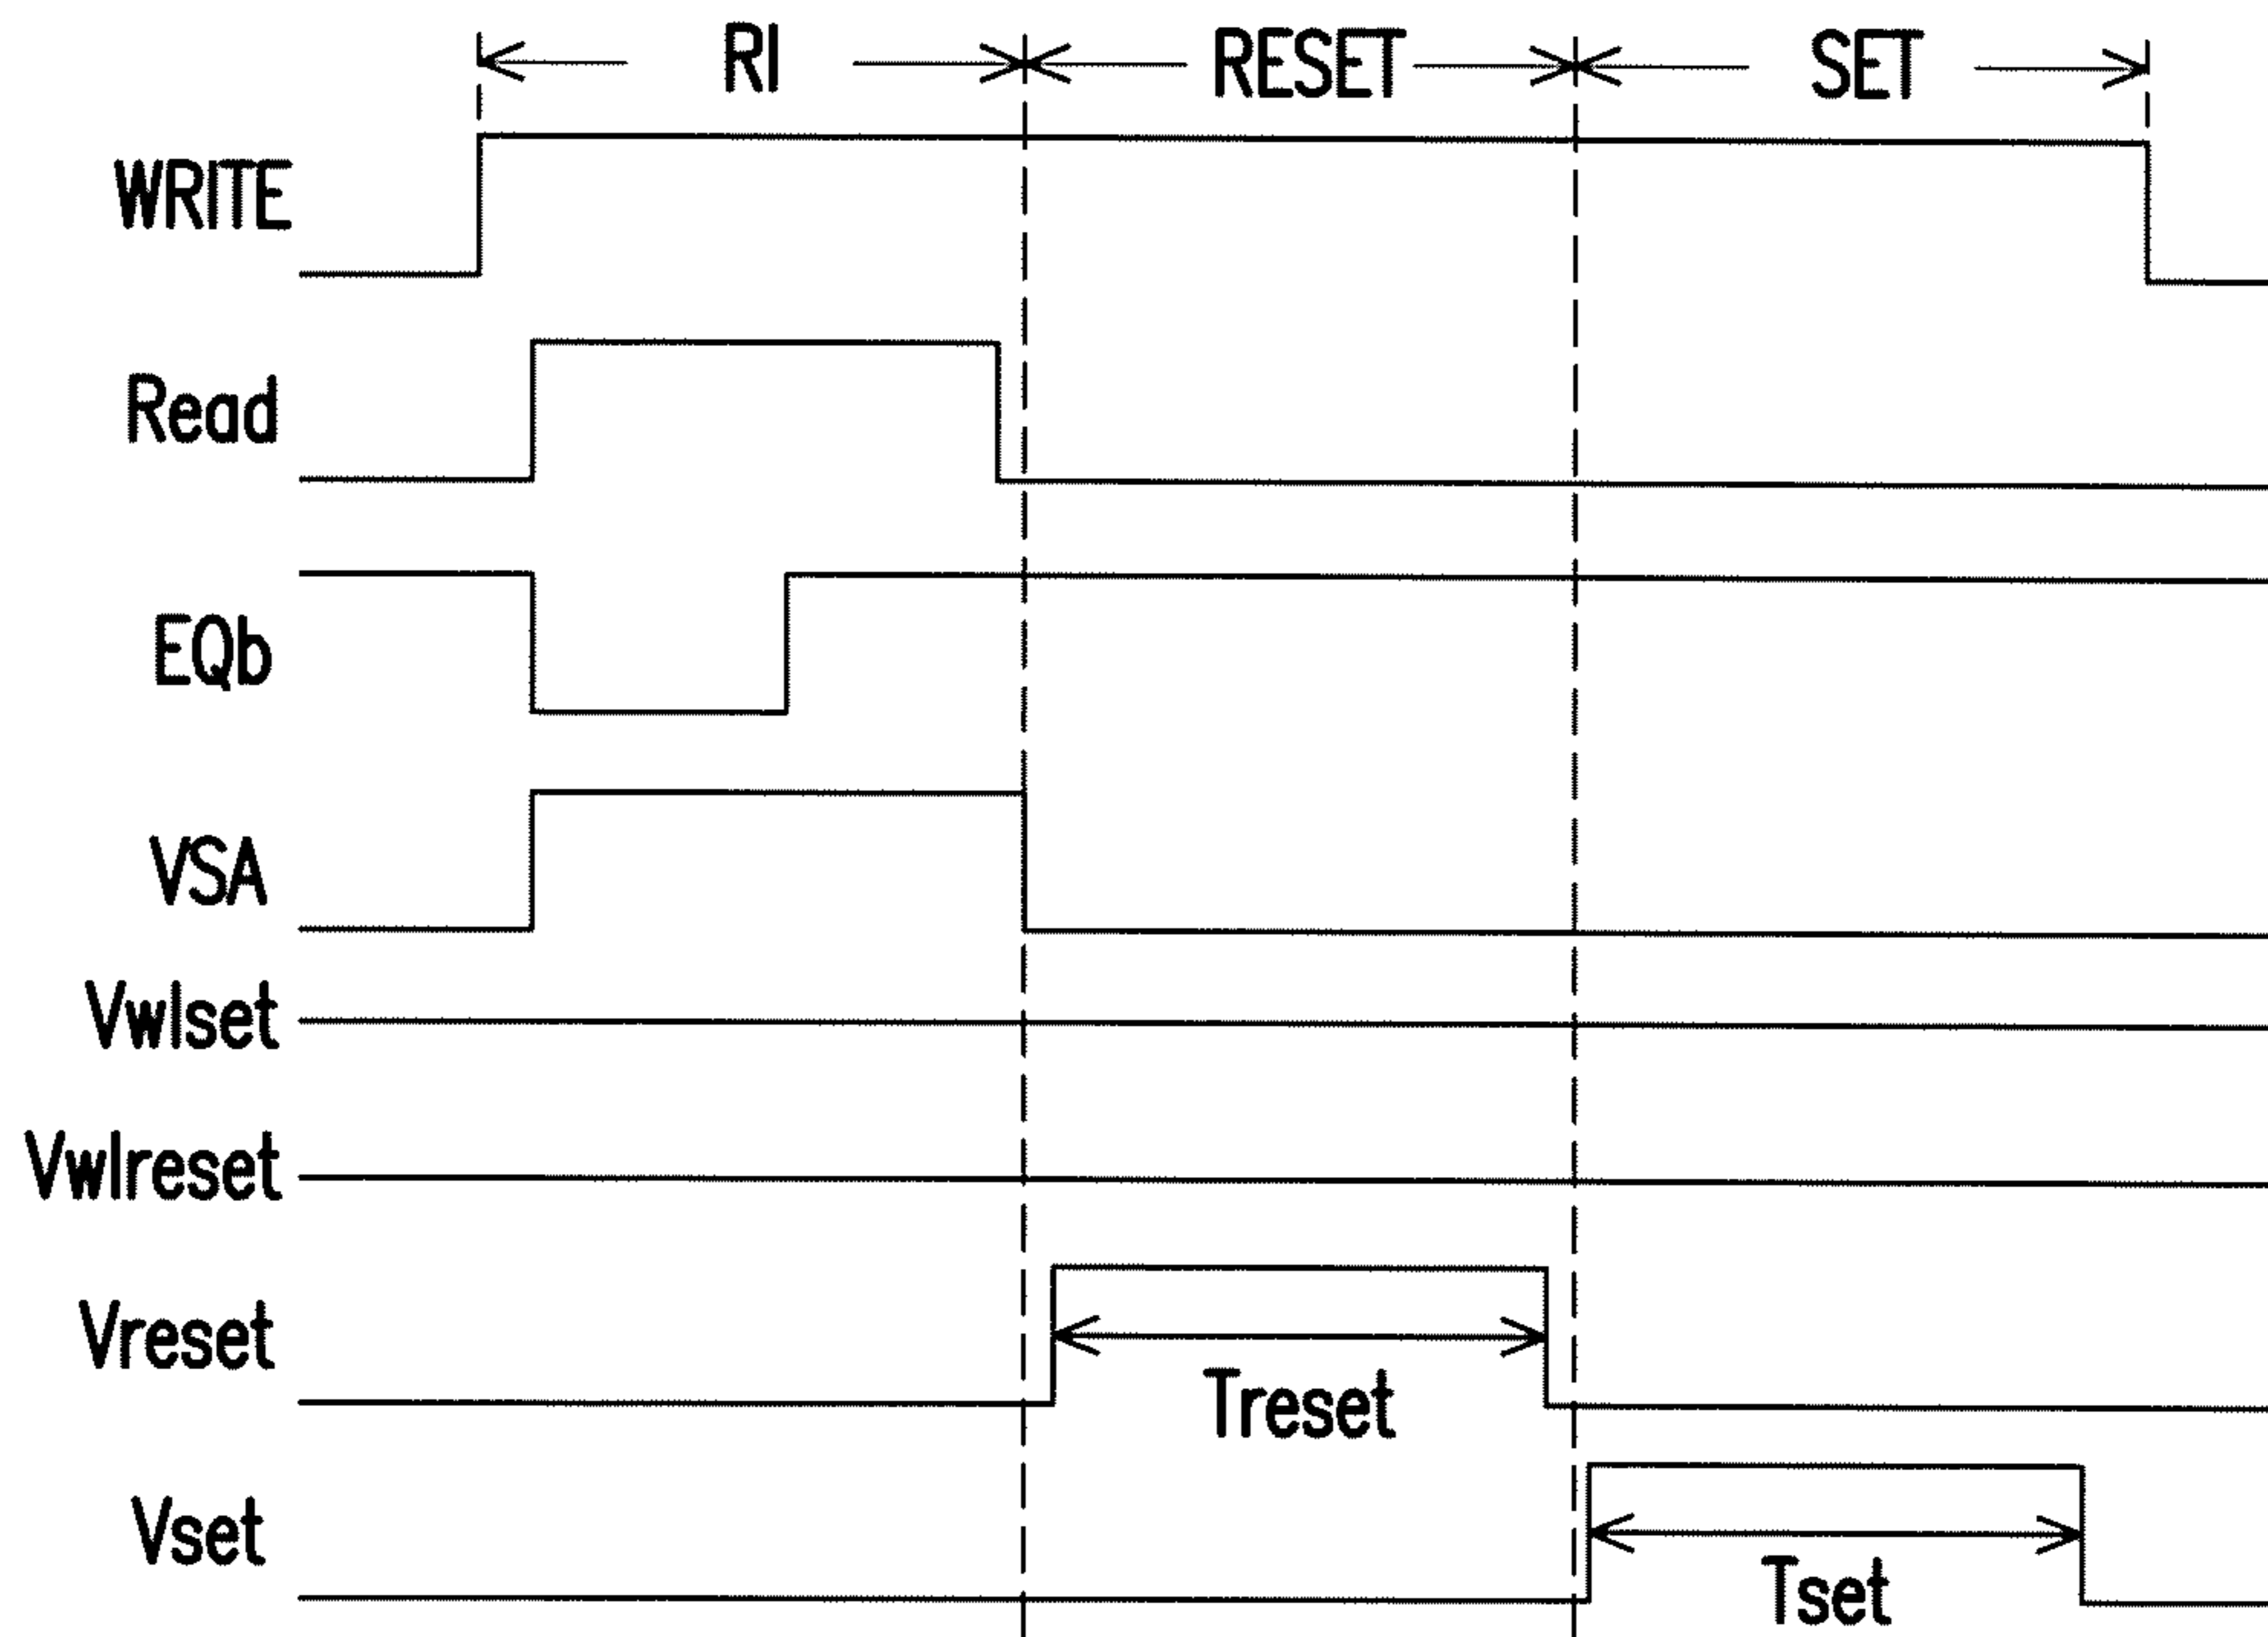 RI RESET SET
WRITE
Read
EQb
VSA
Vwlset
Vwlreset
Vreset
Treset
Vset
Tset